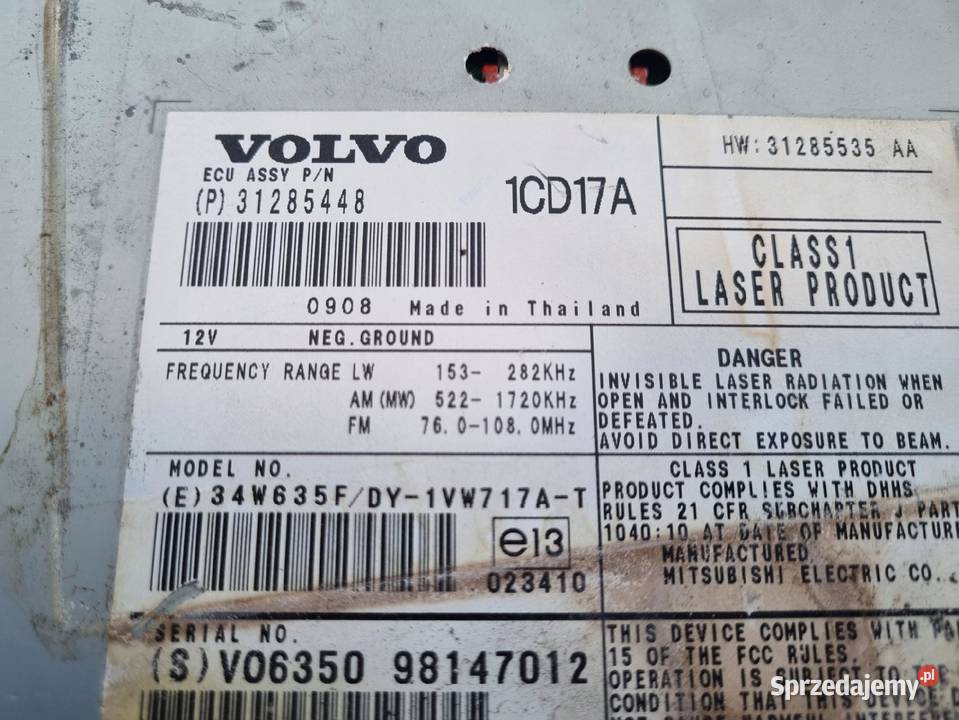 VOLVO
ECU ASSY P/N
(P) 31285448
1CD17A
0908 Made in Thailand
HW: 31285535 AA
CLASS1
LASER PRODUCT
12V NEG.GROUND
FREQUENCY RANGE LW 153- 282KHz
AM (MW) 522- 1720KHz
FM 76.0-108.0MHz
DANGER
INVISIBLE LASER RADIATION WHEN
OPEN AND INTERLOCK FAILED OR
DEFEATED.
AVOID DIRECT EXPOSURE TO BEAM.
MODEL NO.
(E) 34W635F/DY-1VW717A-T
e13
023410
CLASS 1 LASER PRODUCT
PRODUCT COMPLIES WITH DHHS
RULES 21 CFR SUBCHAPTER J PART
1040:10 AT DATE OF MANUFACTURE
MANUFACTURED
MITSUBISHI ELECTRIC CO.
SERIAL NO.
(S) VO6350 98147012
THIS DEVICE COMPLIES WITH
15 OF THE FCC RULES.
OPERATION IS SUBJECT TO THE
CONDITION THAT THIS DEVICE
Sprzedajemy.pl